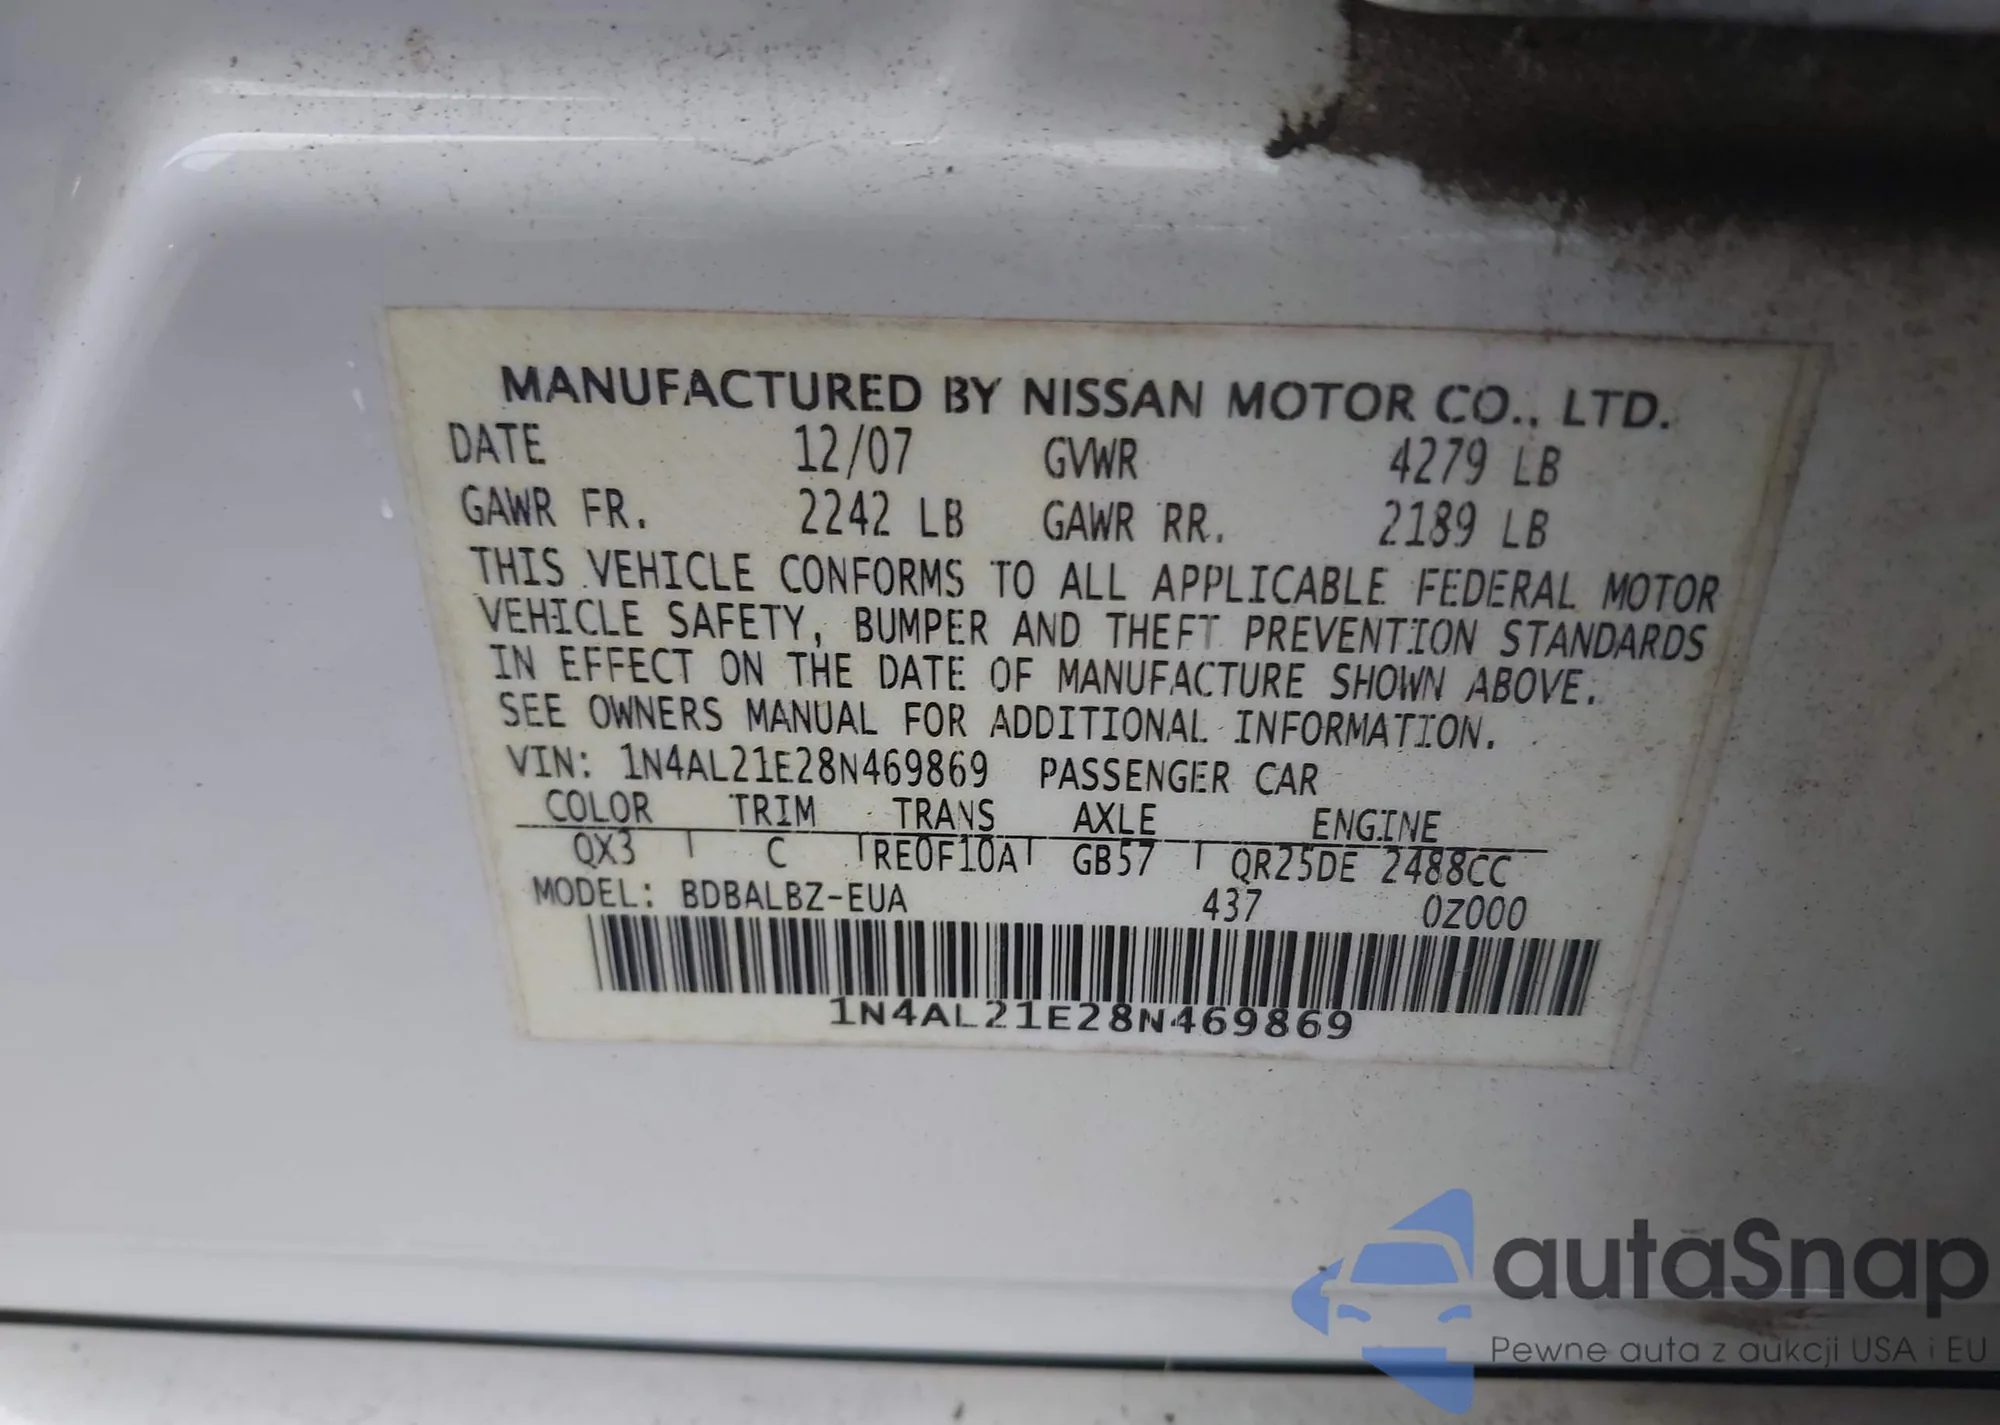 MANUFACTURED BY NISSAN MOTOR CO., LTD.
DATE 12/07 GVWR 4279 LB
GAWR FR. 2242 LB GAWR RR. 2189 LB
THIS VEHICLE CONFORMS TO ALL APPLICABLE FEDERAL MOTOR
VEHICLE SAFETY, BUMPER AND THEFT PREVENTION STANDARDS
IN EFFECT ON THE DATE OF MANUFACTURE SHOWN ABOVE.
SEE OWNERS MANUAL FOR ADDITIONAL INFORMATION.
VIN: 1N4AL21E28N469869 PASSENGER CAR
COLOR TRIM TRANS AXLE ENGINE
QX3 C RE0F10A GB57 QR25DE 2488CC
MODEL: BDBALBZ-EUA 437 0Z000
1N4AL21E28N469869
autaSnap
Pewne auta z aukcji USA i EU